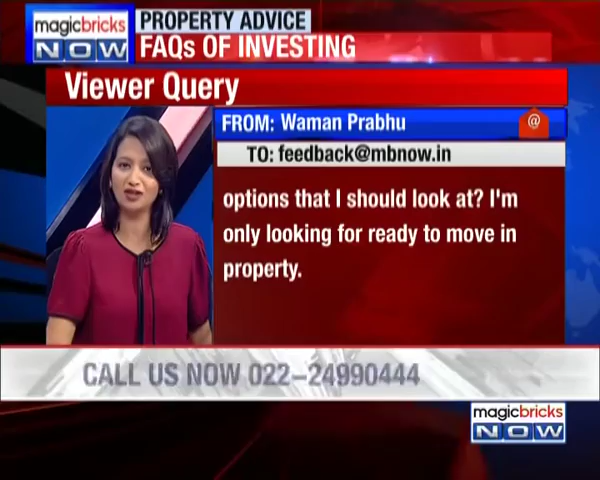 magicbricks
NOW
PROPERTY ADVICE
FAQs OF INVESTING
Viewer Query
FROM: Waman Prabhu
@
TO: feedback@mbnow.in
options that I should look at? I'm
only looking for ready to move in
property.
CALL US NOW 022–24990444
magicbricks
NOW